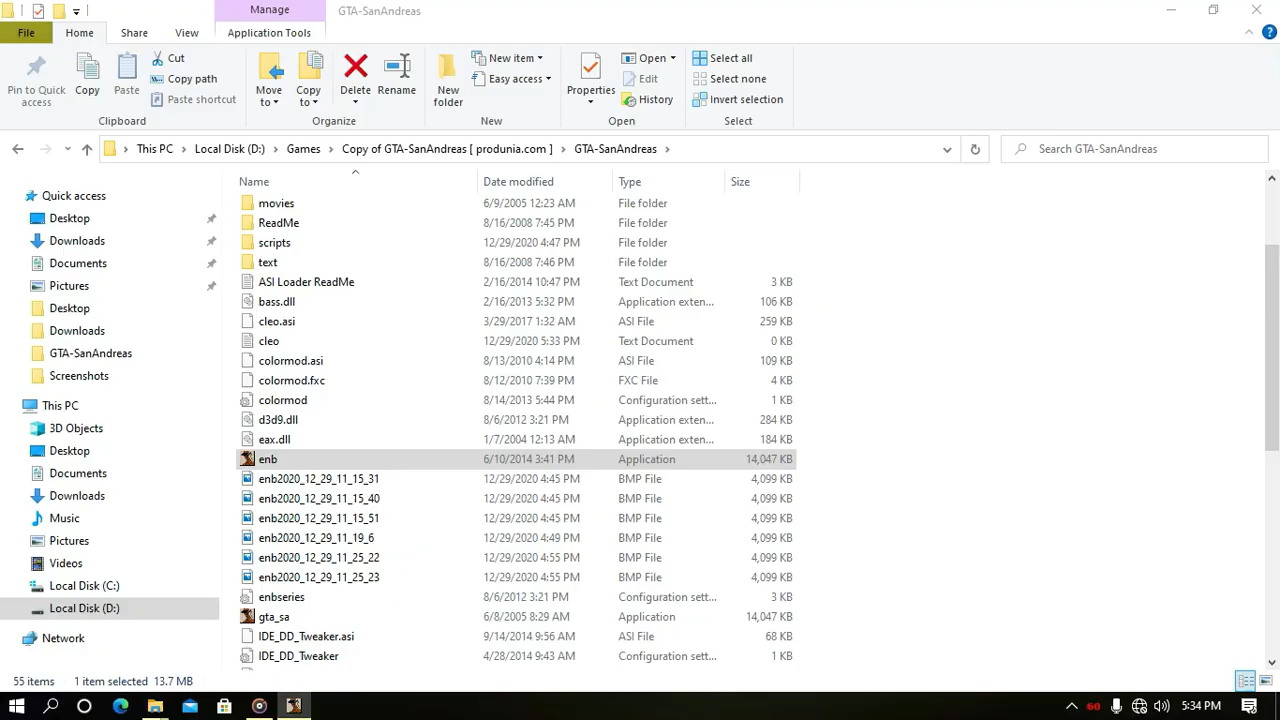 Manage
GTA-SanAndreas
File
Home
Share
View
Application Tools
Pin to Quick access
Copy
Paste
Cut
Copy path
Paste shortcut
Clipboard
Move to
Copy to
Delete
Rename
Organize
New folder
New item
Easy access
New
Properties
Open
Edit
History
Open
Select all
Select none
Invert selection
Select
This PC
Local Disk (D:)
Games
Copy of GTA-SanAndreas [ produnia.com ]
GTA-SanAndreas
Search GTA-SanAndreas
Quick access
Desktop
Downloads
Documents
Pictures
Desktop
Downloads
GTA-SanAndreas
Screenshots
This PC
3D Objects
Desktop
Documents
Downloads
Music
Pictures
Videos
Local Disk (C:)
Local Disk (D:)
Network
Name Date modified Type Size
movies 6/9/2005 12:23 AM File folder
ReadMe 8/16/2008 7:45 PM File folder
scripts 12/29/2020 4:47 PM File folder
text 8/16/2008 7:46 PM File folder
ASI Loader ReadMe 2/16/2014 10:47 PM Text Document 3 KB
bass.dll 2/16/2013 5:32 PM Application exten... 106 KB
cleo.asi 3/29/2017 1:32 AM ASI File 259 KB
cleo 12/29/2020 5:33 PM Text Document 0 KB
colormod.asi 8/13/2010 4:14 PM ASI File 109 KB
colormod.fxc 8/12/2010 7:39 PM FXC File 4 KB
colormod 8/14/2013 5:44 PM Configuration sett... 1 KB
d3d9.dll 8/6/2012 3:21 PM Application exten... 284 KB
eax.dll 1/7/2004 12:13 AM Application exten... 184 KB
enb 6/10/2014 3:41 PM Application 14,047 KB
enb2020_12_29_11_15_31 12/29/2020 4:45 PM BMP File 4,099 KB
enb2020_12_29_11_15_40 12/29/2020 4:45 PM BMP File 4,099 KB
enb2020_12_29_11_15_51 12/29/2020 4:45 PM BMP File 4,099 KB
enb2020_12_29_11_19_6 12/29/2020 4:49 PM BMP File 4,099 KB
enb2020_12_29_11_25_22 12/29/2020 4:55 PM BMP File 4,099 KB
enb2020_12_29_11_25_23 12/29/2020 4:55 PM BMP File 4,099 KB
enbseries 8/6/2012 3:21 PM Configuration sett... 3 KB
gta_sa 6/8/2005 8:29 AM Application 14,047 KB
IDE_DD_Tweaker.asi 9/14/2014 9:56 AM ASI File 68 KB
IDE_DD_Tweaker 4/28/2014 9:43 AM Configuration sett... 1 KB
55 items 1 item selected 13.7 MB
60
5:34 PM